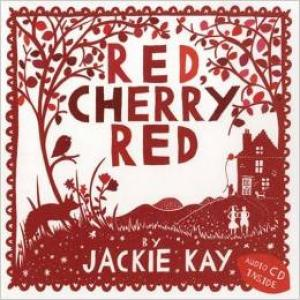 RED,
CHERRY
RED
BY
JACKIE KAY
AUDIO CD
INSIDE